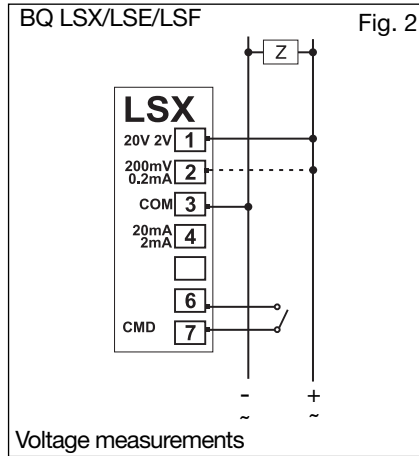 BQ LSX/LSE/LSF
Fig. 2
Z
LSX
20V 2V 1
200mV 2
0.2mA
COM 3
20mA 4
2mA
6
CMD 7
- +
~ ~
Voltage measurements